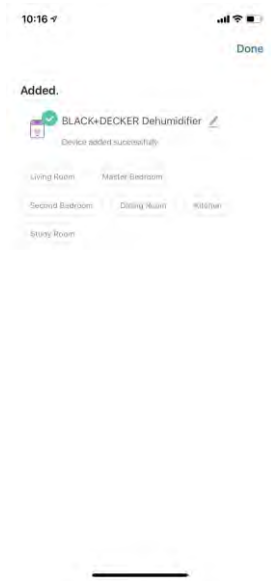 10:16
Done
Added.
BLACK+DECKER Dehumidifier
Device added successfully
Living Room Master Bedroom
Second Bedroom Dining Room Kitchen
Study Room